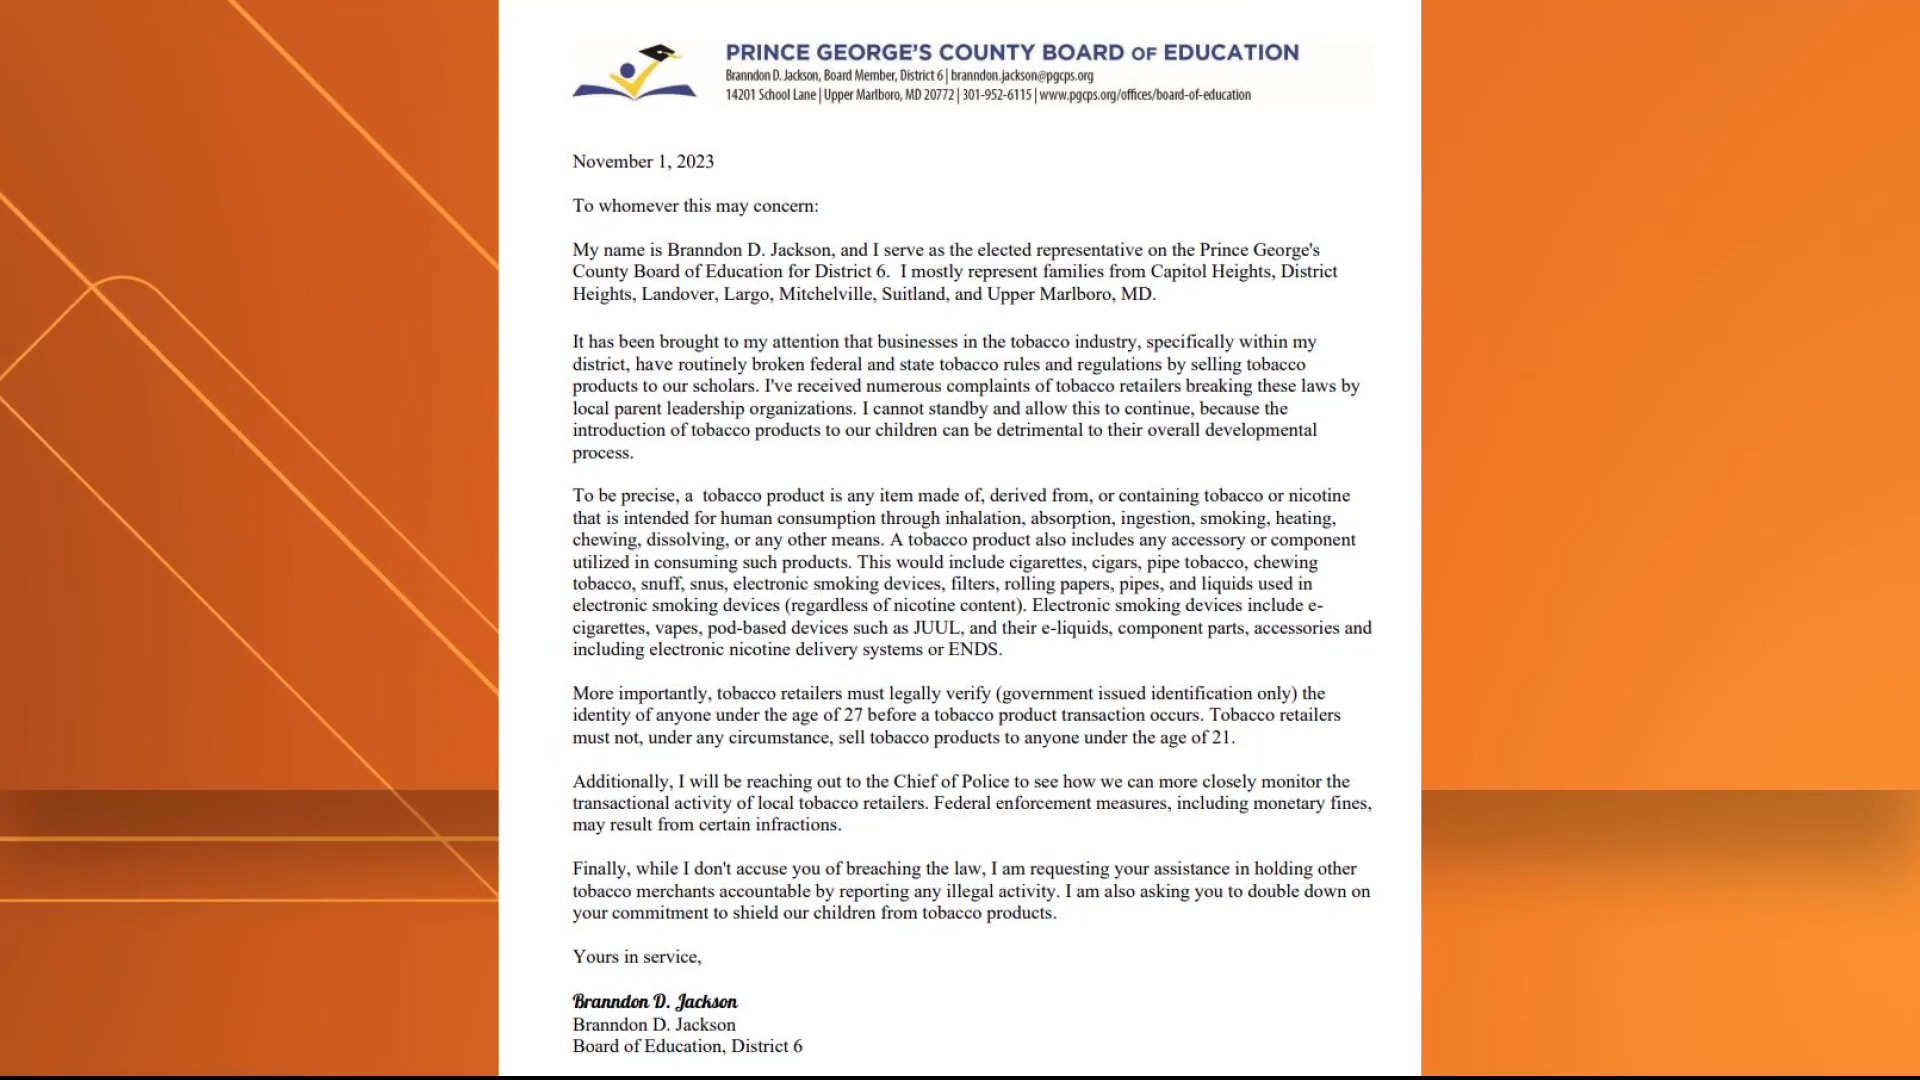 PRINCE GEORGE'S COUNTY BOARD OF EDUCATION
Branndon D. Jackson, Board Member, District 6 | branndon.jackson@pgcps.org
14201 School Lane | Upper Marlboro, MD 20772 | 301-952-6115 | www.pgcps.org/offices/board-of-education
November 1, 2023
To whomever this may concern:
My name is Branndon D. Jackson, and I serve as the elected representative on the Prince George's
County Board of Education for District 6.  I mostly represent families from Capitol Heights, District
Heights, Landover, Largo, Mitchelville, Suitland, and Upper Marlboro, MD.
It has been brought to my attention that businesses in the tobacco industry, specifically within my
district, have routinely broken federal and state tobacco rules and regulations by selling tobacco
products to our scholars. I've received numerous complaints of tobacco retailers breaking these laws by
local parent leadership organizations. I cannot standby and allow this to continue, because the
introduction of tobacco products to our children can be detrimental to their overall developmental
process.
To be precise, a  tobacco product is any item made of, derived from, or containing tobacco or nicotine
that is intended for human consumption through inhalation, absorption, ingestion, smoking, heating,
chewing, dissolving, or any other means. A tobacco product also includes any accessory or component
utilized in consuming such products. This would include cigarettes, cigars, pipe tobacco, chewing
tobacco, snuff, snus, electronic smoking devices, filters, rolling papers, pipes, and liquids used in
electronic smoking devices (regardless of nicotine content). Electronic smoking devices include e-
cigarettes, vapes, pod-based devices such as JUUL, and their e-liquids, component parts, accessories and
including electronic nicotine delivery systems or ENDS.
More importantly, tobacco retailers must legally verify (government issued identification only) the
identity of anyone under the age of 27 before a tobacco product transaction occurs. Tobacco retailers
must not, under any circumstance, sell tobacco products to anyone under the age of 21.
Additionally, I will be reaching out to the Chief of Police to see how we can more closely monitor the
transactional activity of local tobacco retailers. Federal enforcement measures, including monetary fines,
may result from certain infractions.
Finally, while I don't accuse you of breaching the law, I am requesting your assistance in holding other
tobacco merchants accountable by reporting any illegal activity. I am also asking you to double down on
your commitment to shield our children from tobacco products.
Yours in service,
Branndon D. Jackson
Branndon D. Jackson
Board of Education, District 6